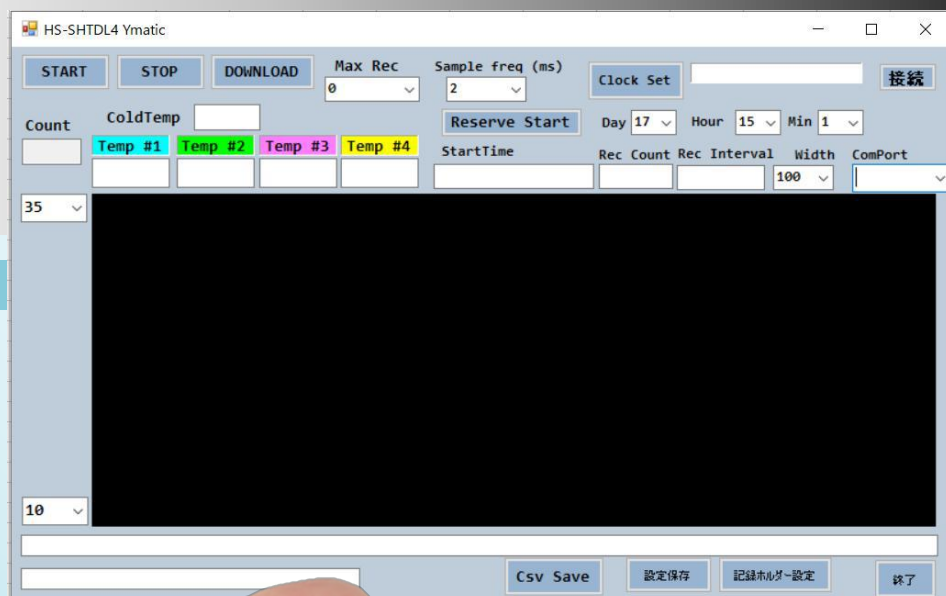 HS-SHTDL4 Ymatic
START STOP DOWNLOAD Max Rec Sample freq (ms) Clock Set 接続
0 2
Count ColdTemp Reserve Start Day 17 Hour 15 Min 1
Temp #1 Temp #2 Temp #3 Temp #4 StartTime Rec Count Rec Interval Width ComPort
100
35
10
Csv Save 設定保存 記録ホルダー設定 終了